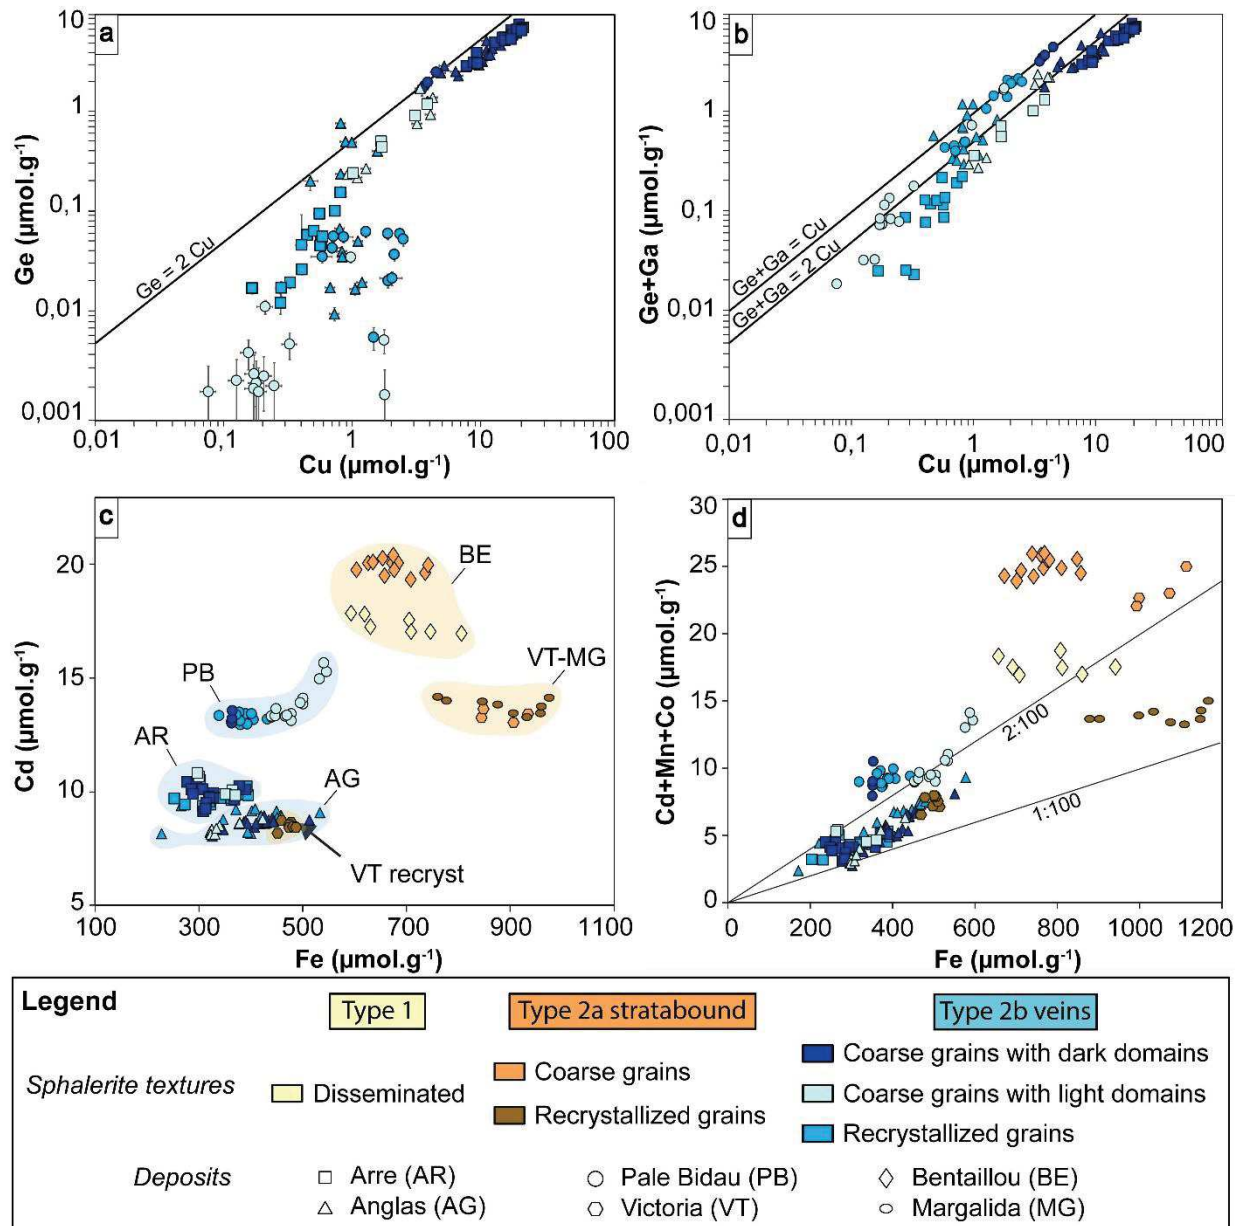 a
Ge (µmol.g⁻¹)
10
1
0,1
0,01
0,001
Ge = 2 Cu
0,01
0,1
1
10
100
Cu (µmol.g⁻¹)
b
Ge+Ga (µmol.g⁻¹)
10
1
0,1
0,01
0,001
Ge+Ga = Cu
Ge+Ga = 2 Cu
0,01
0,1
1
10
100
Cu (µmol.g⁻¹)
c
Cd (µmol.g⁻¹)
20
15
10
5
BE
PB
VT-MG
AR
AG
VT recryst
100
300
500
700
900
1100
Fe (µmol.g⁻¹)
d
Cd+Mn+Co (µmol.g⁻¹)
30
25
20
15
10
5
0
2:100
1:100
0
200
400
600
800
1000
1200
Fe (µmol.g⁻¹)
Legend
Type 1
Type 2a stratabound
Type 2b veins
Sphalerite textures
Disseminated
Coarse grains
Recrystallized grains
Coarse grains with dark domains
Coarse grains with light domains
Recrystallized grains
Deposits
Arre (AR)
Pale Bidau (PB)
Bentaillou (BE)
Anglas (AG)
Victoria (VT)
Margalida (MG)